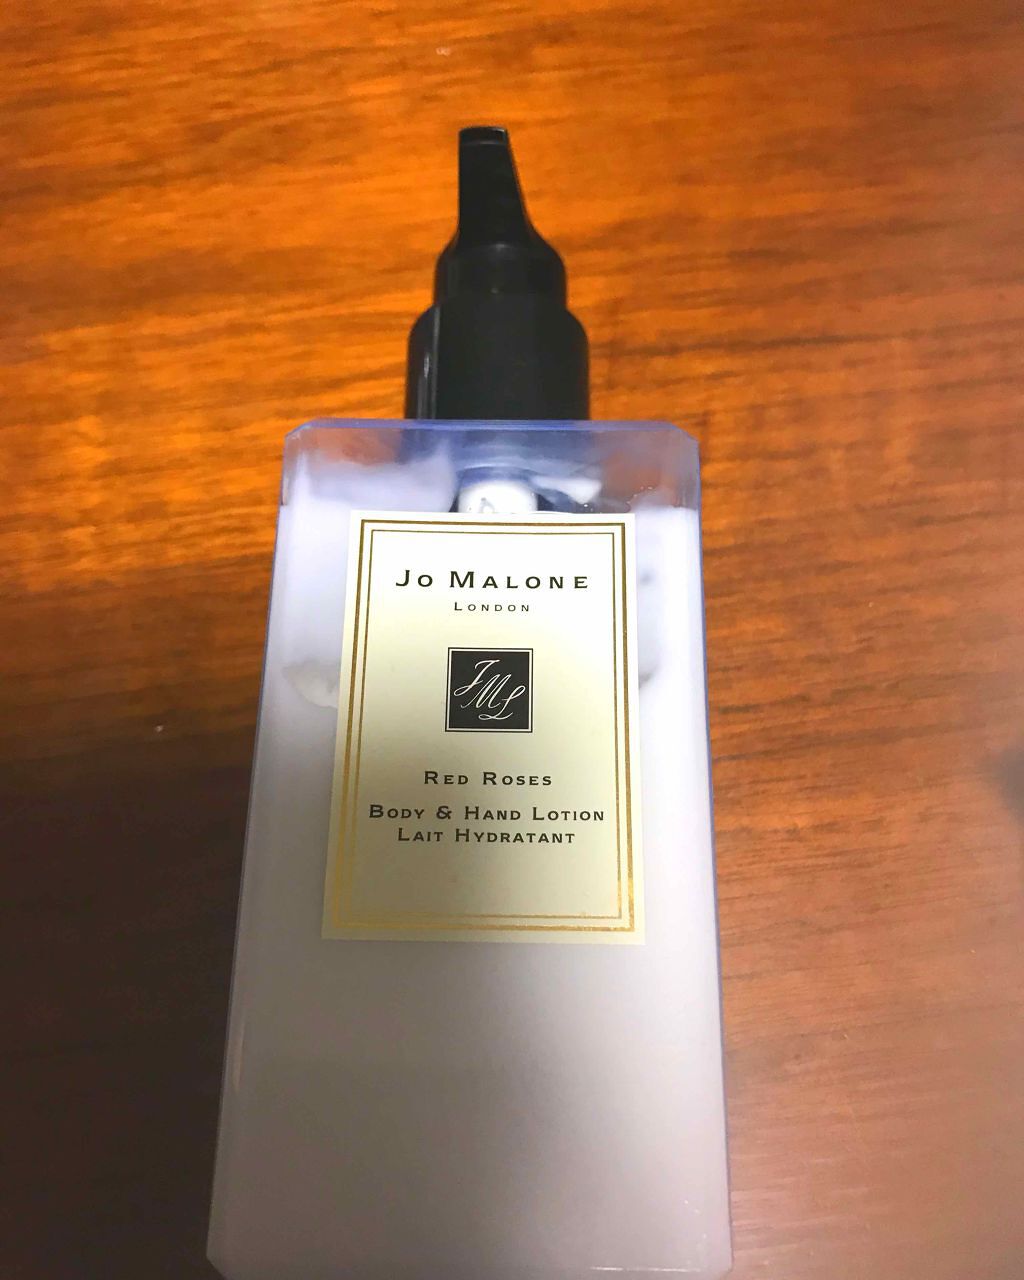 Jo Malone
London
JML
Red Roses
Body & Hand Lotion
Lait Hydratant